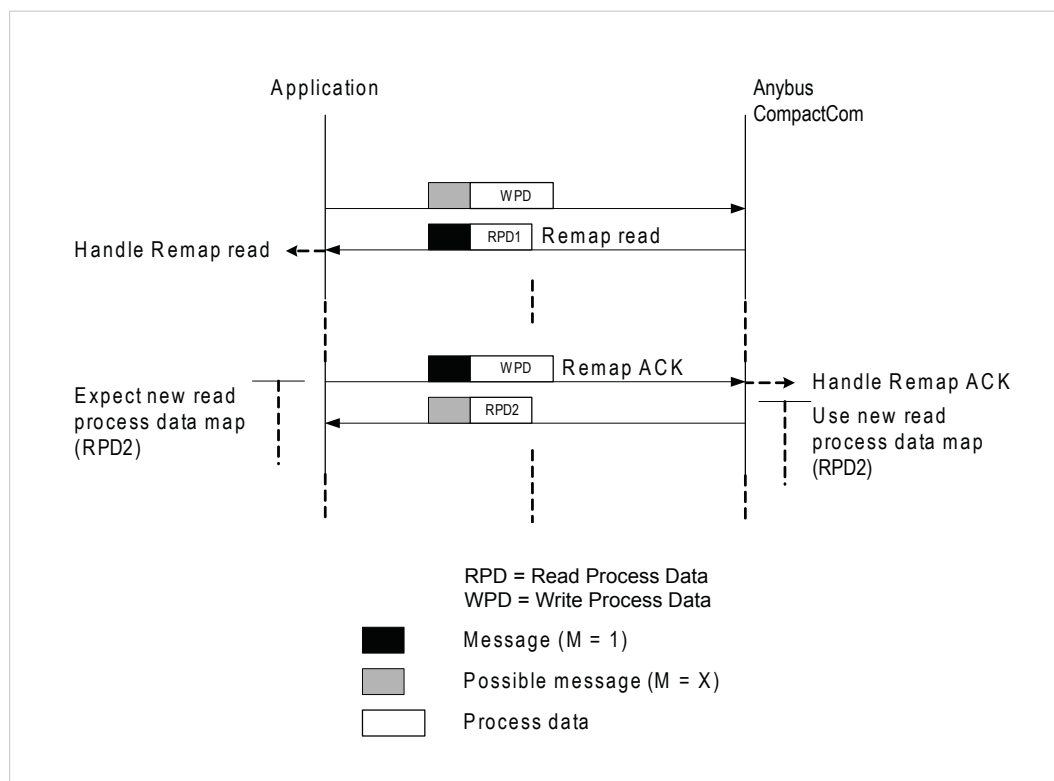 Application
Anybus
CompactCom
WPD
RPD1 Remap read
Handle Remap read
WPD Remap ACK
Handle Remap ACK
Expect new read
process data map
(RPD2)
RPD2
Use new read
process data map
(RPD2)
RPD = Read Process Data
WPD = Write Process Data
Message (M = 1)
Possible message (M = X)
Process data